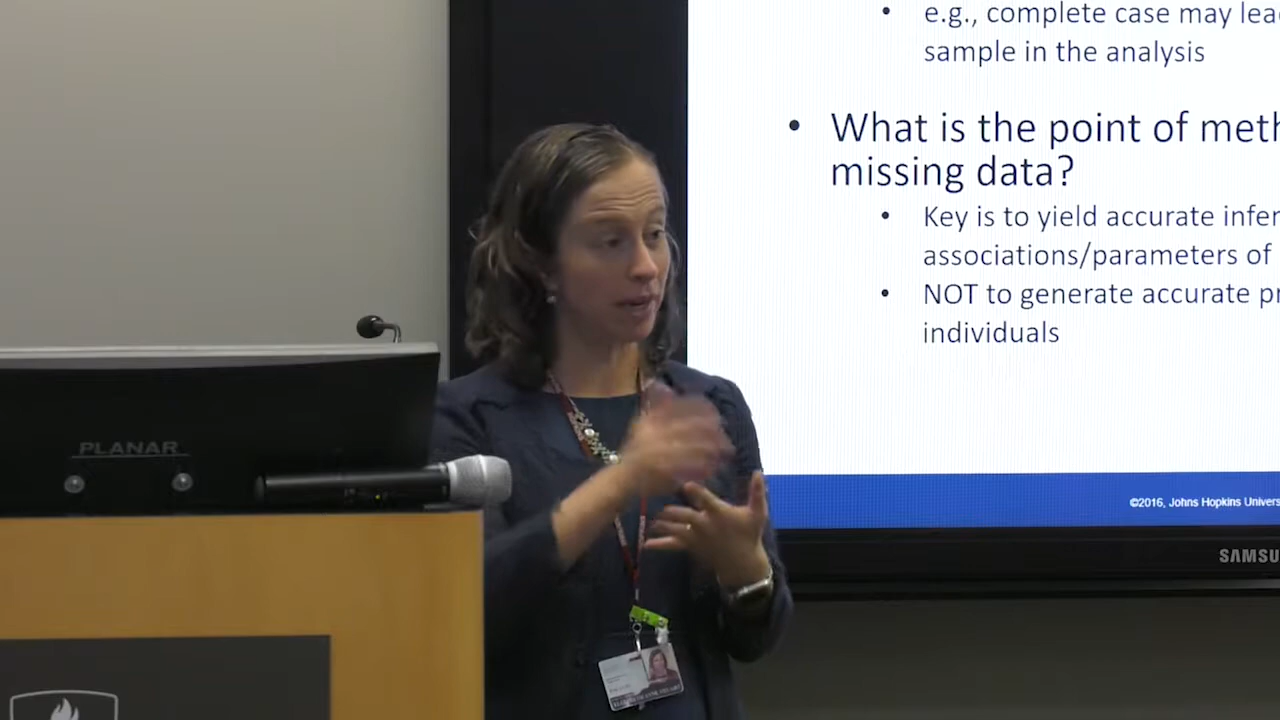 • e.g., complete case may lea
sample in the analysis
• What is the point of meth
missing data?
• Key is to yield accurate infer
associations/parameters of
• NOT to generate accurate pr
individuals
©2016, Johns Hopkins Univers
SAMSU
PLANAR